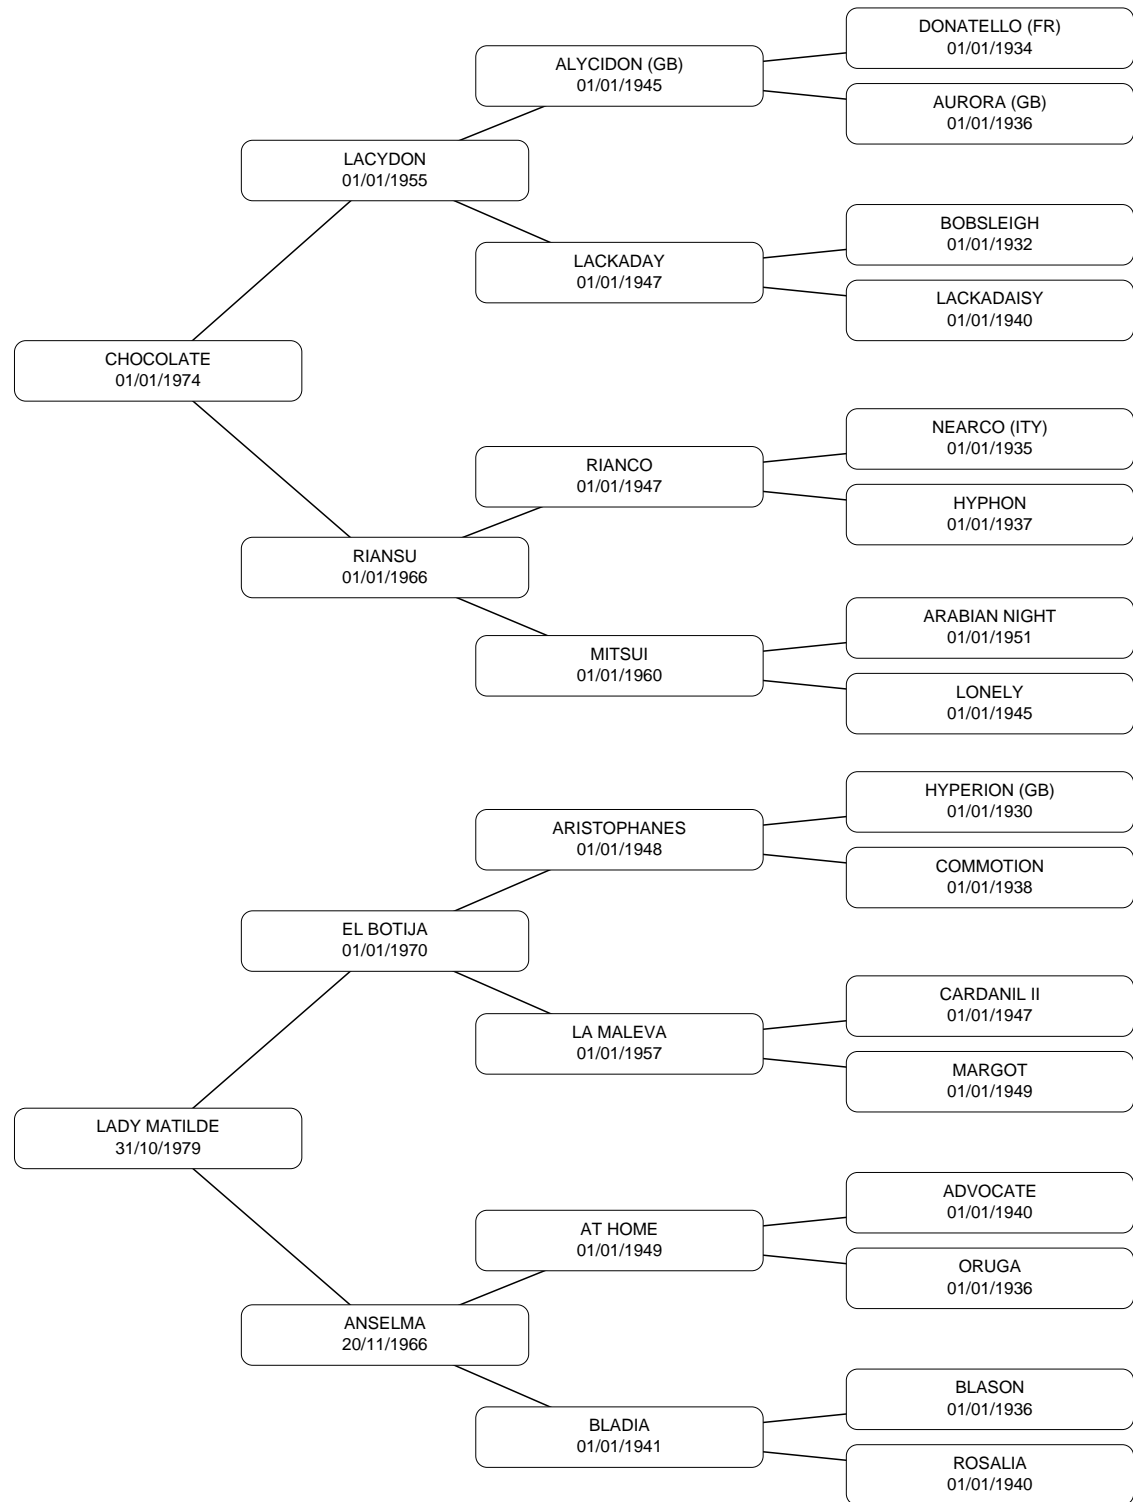 DONATELLO (FR)
01/01/1934
ALYCIDON (GB)
01/01/1945
AURORA (GB)
01/01/1936
LACYDON
01/01/1955
BOBSLEIGH
01/01/1932
LACKADAY
01/01/1947
LACKADAISY
01/01/1940
CHOCOLATE
01/01/1974
NEARCO (ITY)
01/01/1935
RIANCO
01/01/1947
HYPHON
01/01/1937
RIANSU
01/01/1966
ARABIAN NIGHT
01/01/1951
MITSUI
01/01/1960
LONELY
01/01/1945
HYPERION (GB)
01/01/1930
ARISTOPHANES
01/01/1948
COMMOTION
01/01/1938
EL BOTIJA
01/01/1970
CARDANIL II
01/01/1947
LA MALEVA
01/01/1957
MARGOT
01/01/1949
LADY MATILDE
31/10/1979
ADVOCATE
01/01/1940
AT HOME
01/01/1949
ORUGA
01/01/1936
ANSELMA
20/11/1966
BLASON
01/01/1936
BLADIA
01/01/1941
ROSALIA
01/01/1940